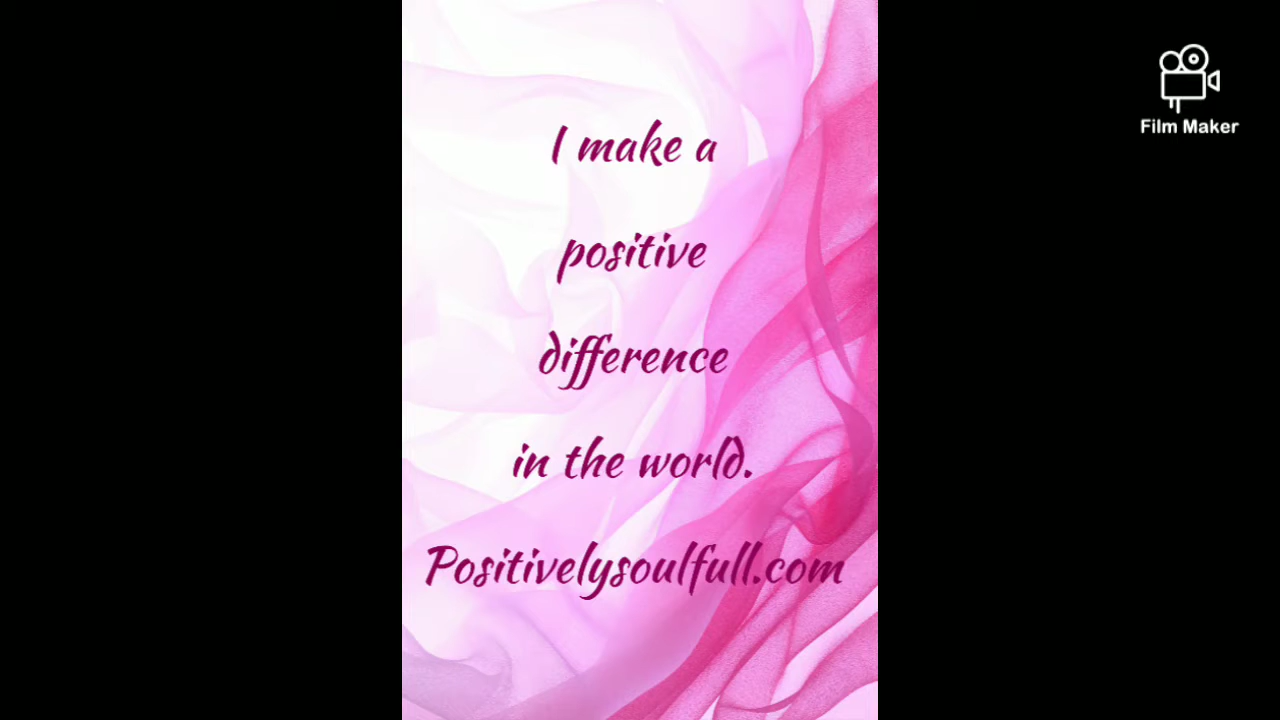 I make a
positive
difference
in the world.
Positivelysoulfull.com
Film Maker